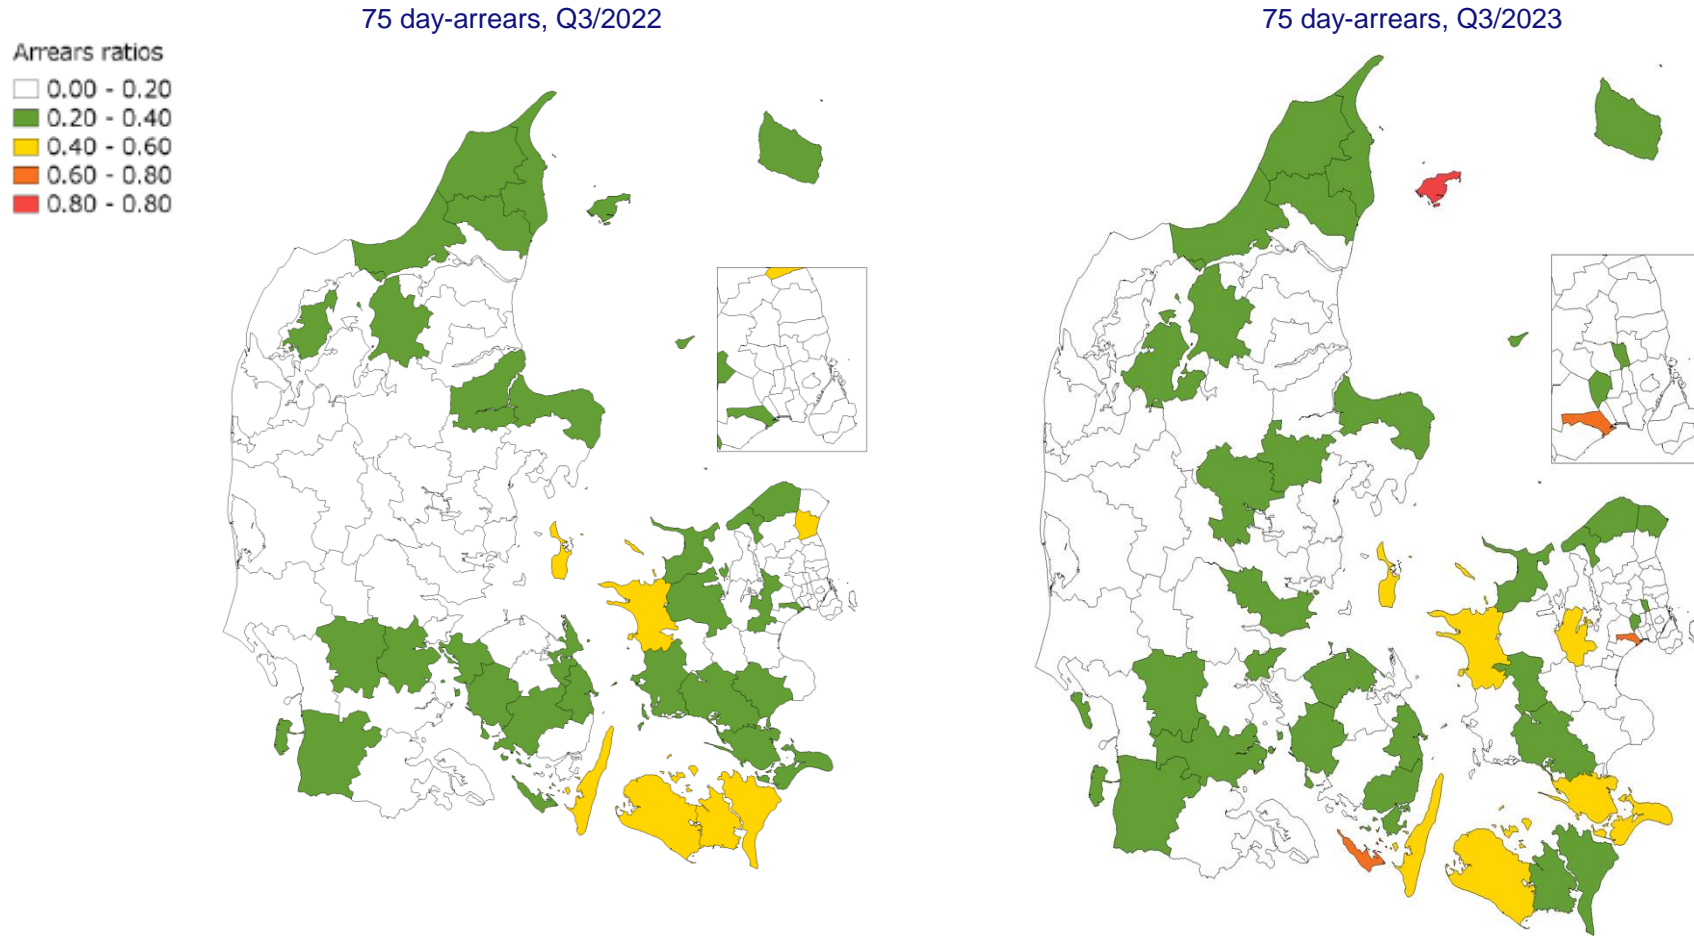 75 day-arrears, Q3/2022
75 day-arrears, Q3/2023
Arrears ratios
0.00 - 0.20
0.20 - 0.40
0.40 - 0.60
0.60 - 0.80
0.80 - 0.80